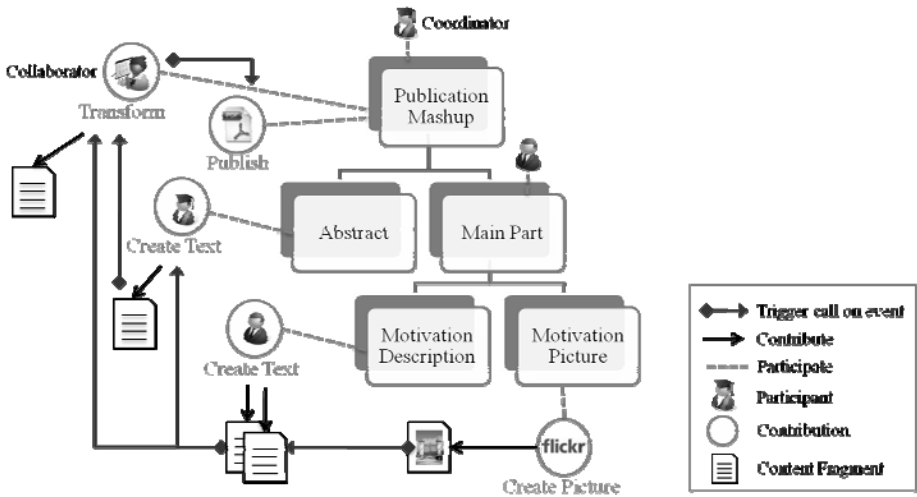 Coordinator
Collaborator
Transform
Publication
Mashup
Publish
Create Text
Abstract
Main Part
Create Text
Motivation
Description
Motivation
Picture
flickr
Create Picture
Trigger call on event
Contribute
Participate
Participant
Contribution
Content Fragment